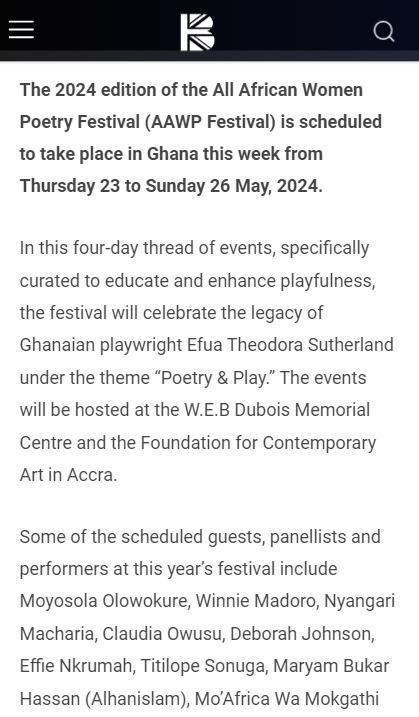 The 2024 edition of the All African Women
Poetry Festival (AAWP Festival) is scheduled
to take place in Ghana this week from
Thursday 23 to Sunday 26 May, 2024.
In this four-day thread of events, specifically
curated to educate and enhance playfulness,
the festival will celebrate the legacy of
Ghanaian playwright Efua Theodora Sutherland
under the theme “Poetry & Play.” The events
will be hosted at the W.E.B Dubois Memorial
Centre and the Foundation for Contemporary
Art in Accra.
Some of the scheduled guests, panellists and
performers at this year’s festival include
Moyosola Olowokure, Winnie Madoro, Nyangari
Macharia, Claudia Owusu, Deborah Johnson,
Effie Nkrumah, Titilope Sonuga, Maryam Bukar
Hassan (Alhanislam), Mo’Africa Wa Mokgathi